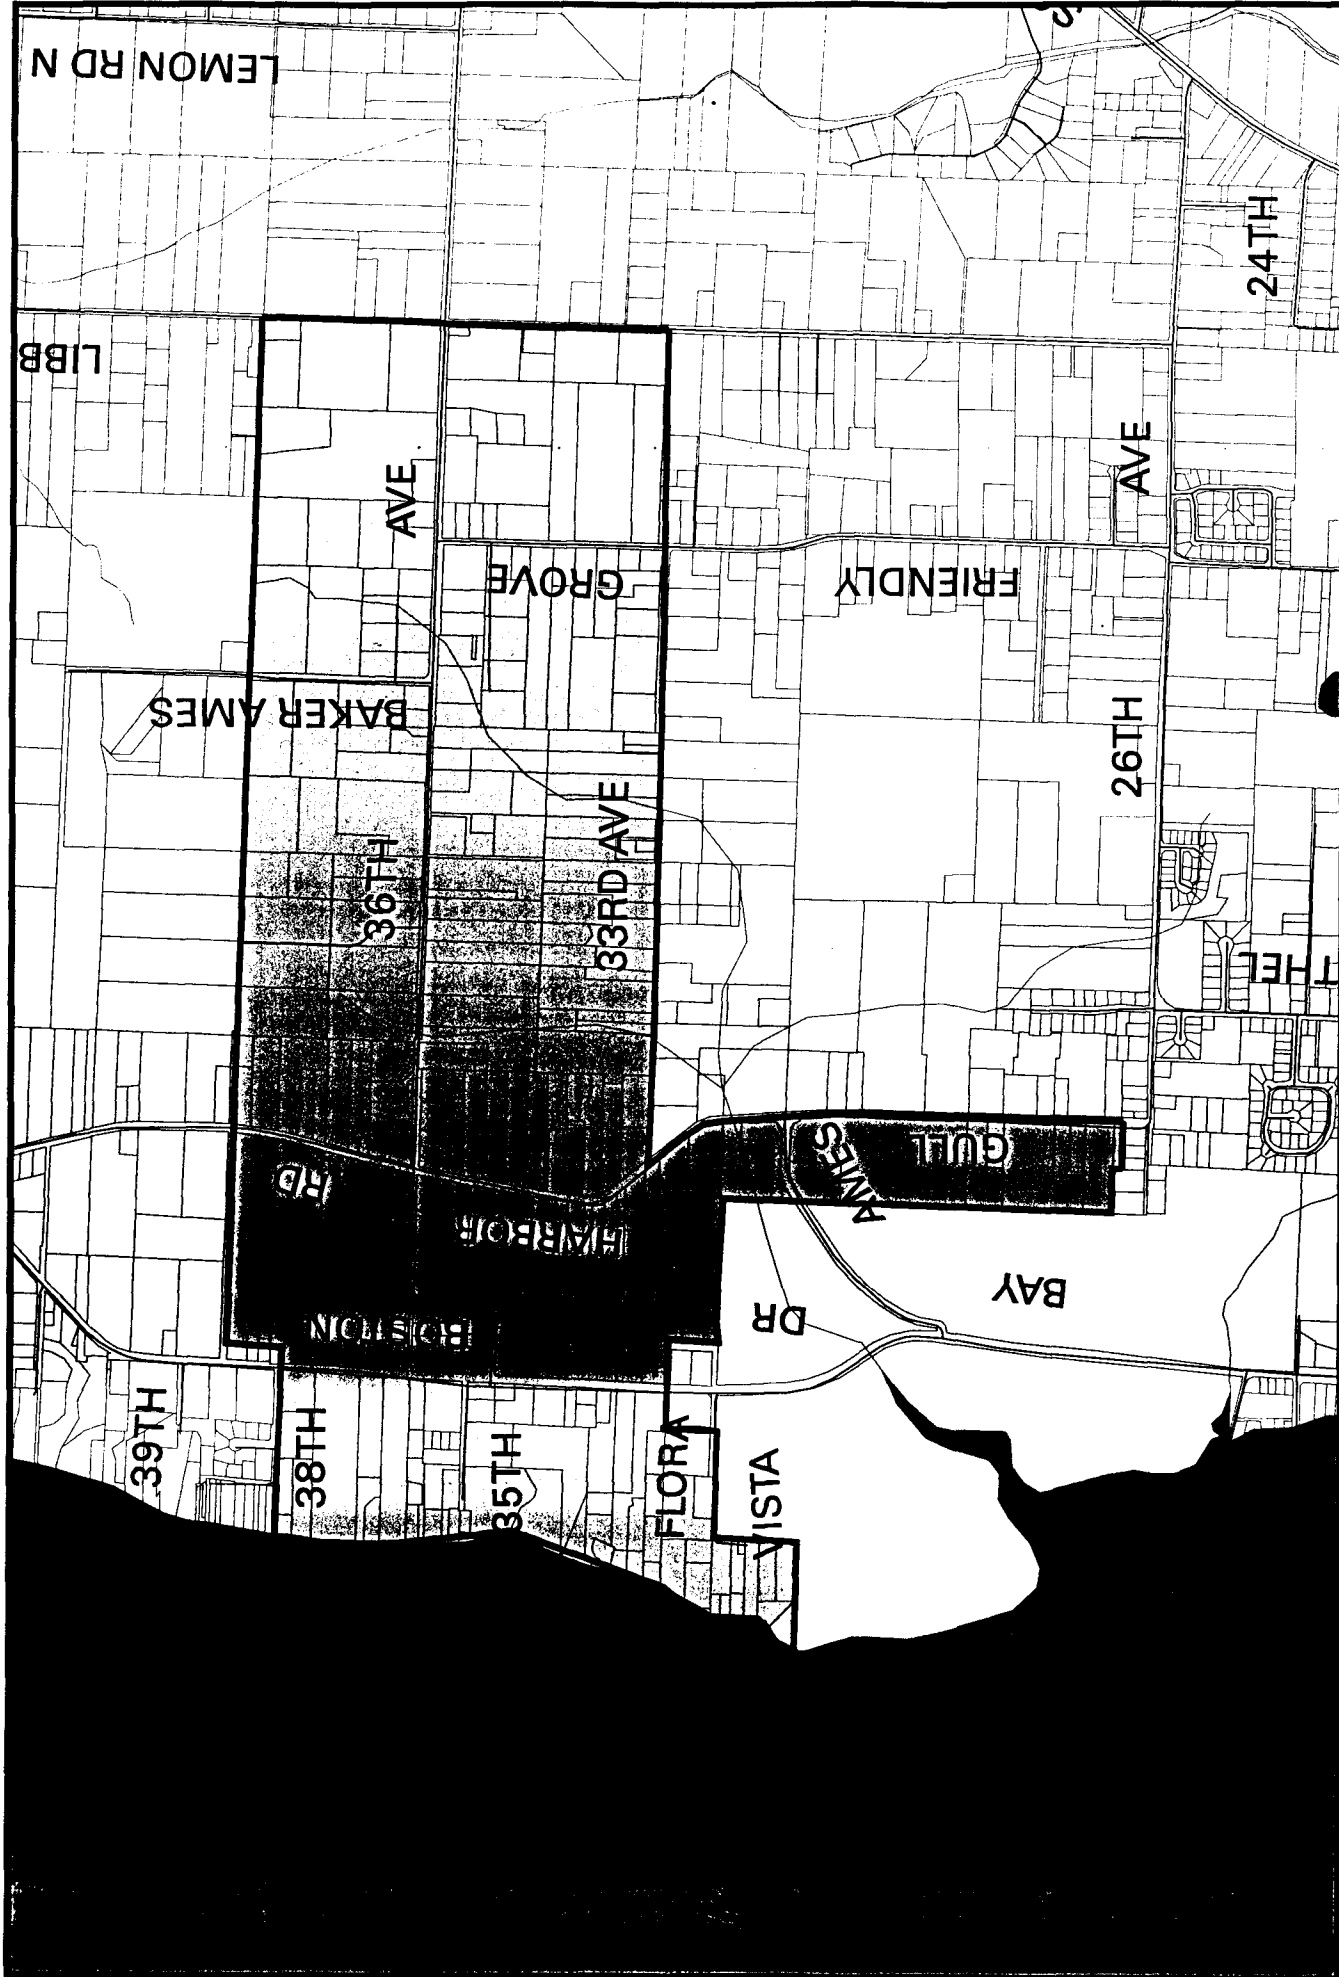 LEMON RD N
24TH
LIBB
AVE
AVE
GROVE
FRIENDLY
BAKER AMES
26TH
36TH
33RD AVE
THEL
RD
AMES
GULL
HARBOR
BOSTON
DR
BAY
39TH
38TH
35TH
FLORA
VISTA